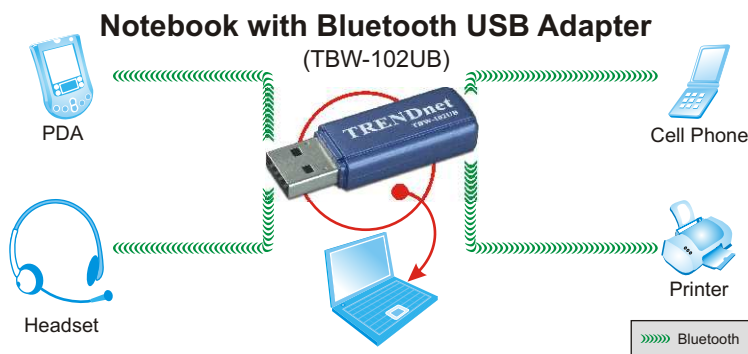 Notebook with Bluetooth USB Adapter
(TBW-102UB)
PDA
TRENDnet
TBW-102UB
Cell Phone
Headset
Printer
Bluetooth